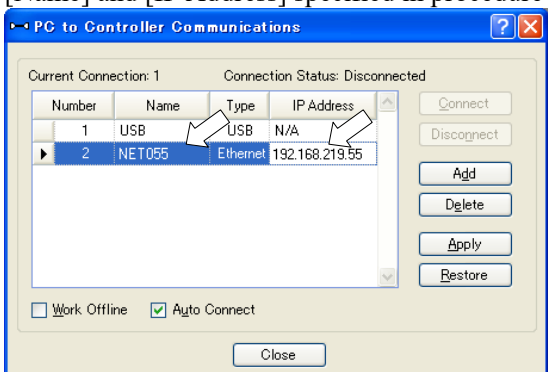 [Name] and [IP Address] specified in procedure
PC to Controller Communications
Current Connection: 1 Connection Status: Disconnected
Number Name Type IP Address
1 USB USB N/A
2 NET055 Ethernet 192.168.219.55
Connect
Disconnect
Add
Delete
Apply
Restore
Work Offline Auto Connect
Close